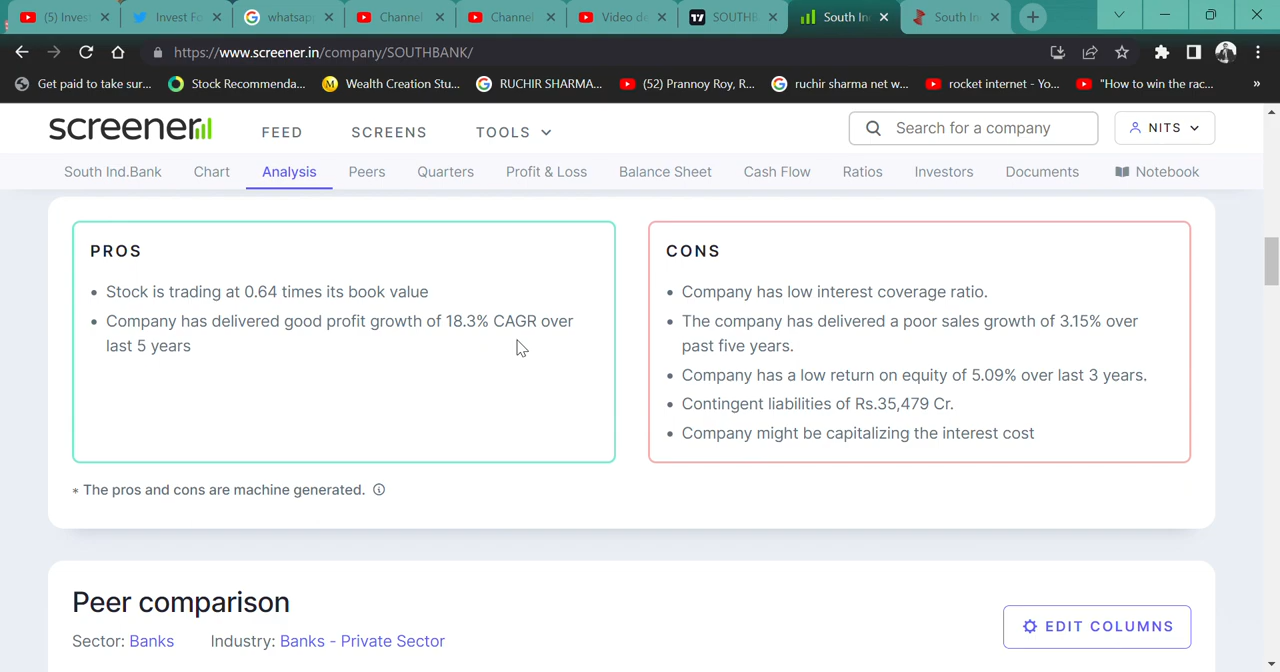 (5) Invest
Invest Fo
whatsapp
Channel
Channel
Video de
SOUTHB
South In
South In
https://www.screener.in/company/SOUTHBANK/
Get paid to take sur...
Stock Recommenda...
Wealth Creation Stu...
RUCHIR SHARMA...
(52) Prannoy Roy, R...
ruchir sharma net w...
rocket internet - Yo...
"How to win the rac...
»
screener
FEED
SCREENS
TOOLS
Search for a company
NITS
South Ind.Bank
Chart
Analysis
Peers
Quarters
Profit & Loss
Balance Sheet
Cash Flow
Ratios
Investors
Documents
Notebook
PROS
• Stock is trading at 0.64 times its book value
• Company has delivered good profit growth of 18.3% CAGR over
last 5 years
CONS
• Company has low interest coverage ratio.
• The company has delivered a poor sales growth of 3.15% over
past five years.
• Company has a low return on equity of 5.09% over last 3 years.
• Contingent liabilities of Rs.35,479 Cr.
• Company might be capitalizing the interest cost
* The pros and cons are machine generated.
Peer comparison
Sector: Banks
Industry: Banks - Private Sector
EDIT COLUMNS